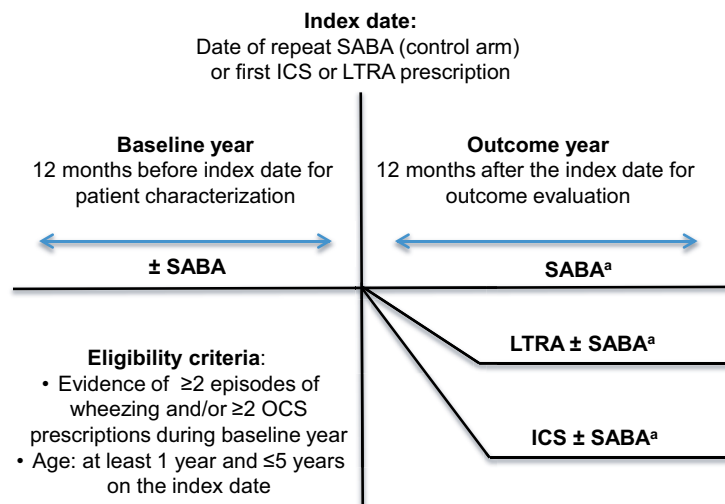 Index date:
Date of repeat SABA (control arm)
or first ICS or LTRA prescription
Baseline year
12 months before index date for
patient characterization
Outcome year
12 months after the index date for
outcome evaluation
± SABA
SABAᵃ
LTRA ± SABAᵃ
ICS ± SABAᵃ
Eligibility criteria:
• Evidence of ≥2 episodes of
wheezing and/or ≥2 OCS
prescriptions during baseline year
• Age: at least 1 year and ≤5 years
on the index date